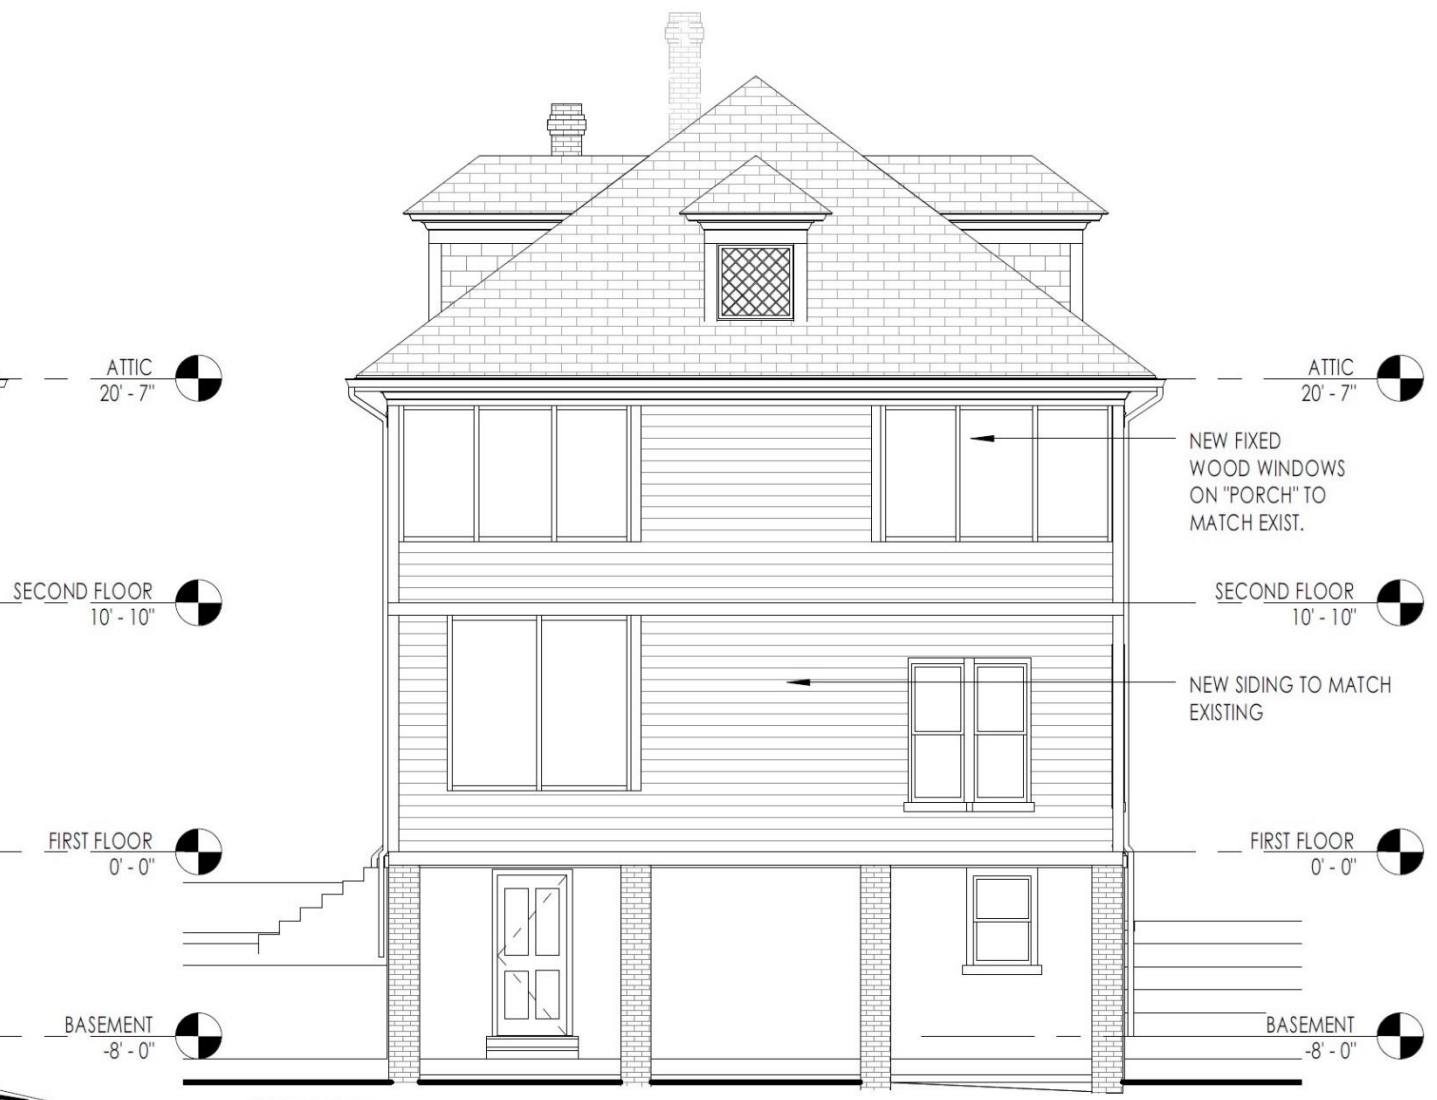 ATTIC
20' - 7"
ATTIC
20' - 7"
NEW FIXED
WOOD WINDOWS
ON "PORCH" TO
MATCH EXIST.
SECOND FLOOR
10' - 10"
SECOND FLOOR
10' - 10"
NEW SIDING TO MATCH
EXISTING
FIRST FLOOR
0' - 0"
FIRST FLOOR
0' - 0"
BASEMENT
-8' - 0"
BASEMENT
-8' - 0"